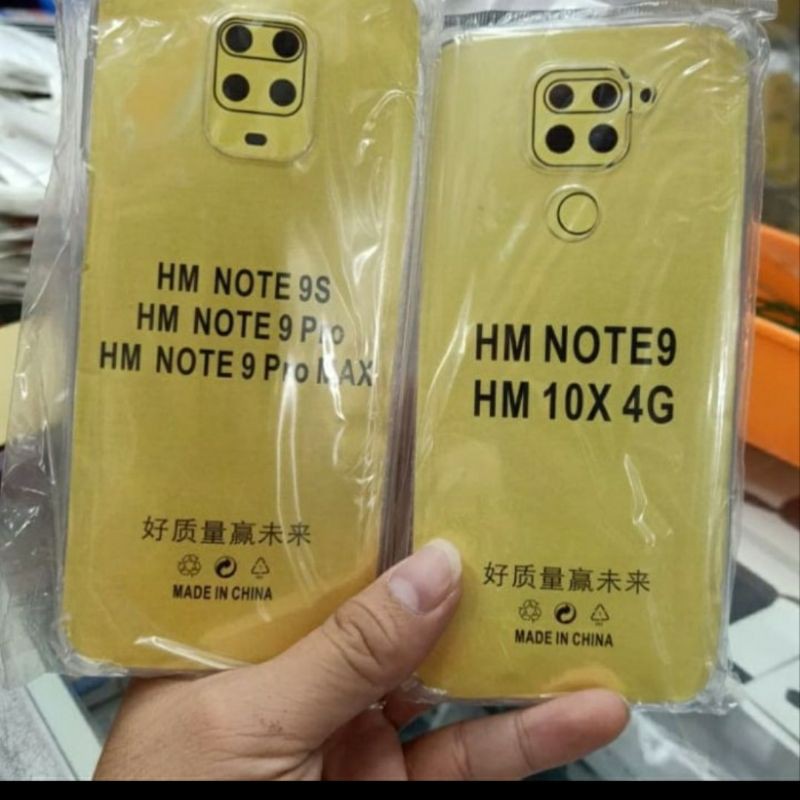 HM NOTE 9S
HM NOTE 9 Pro
HM NOTE 9 Pro MAX
好质量赢未来
MADE IN CHINA
HM NOTE9
HM 10X 4G
好质量赢未来
MADE IN CHINA